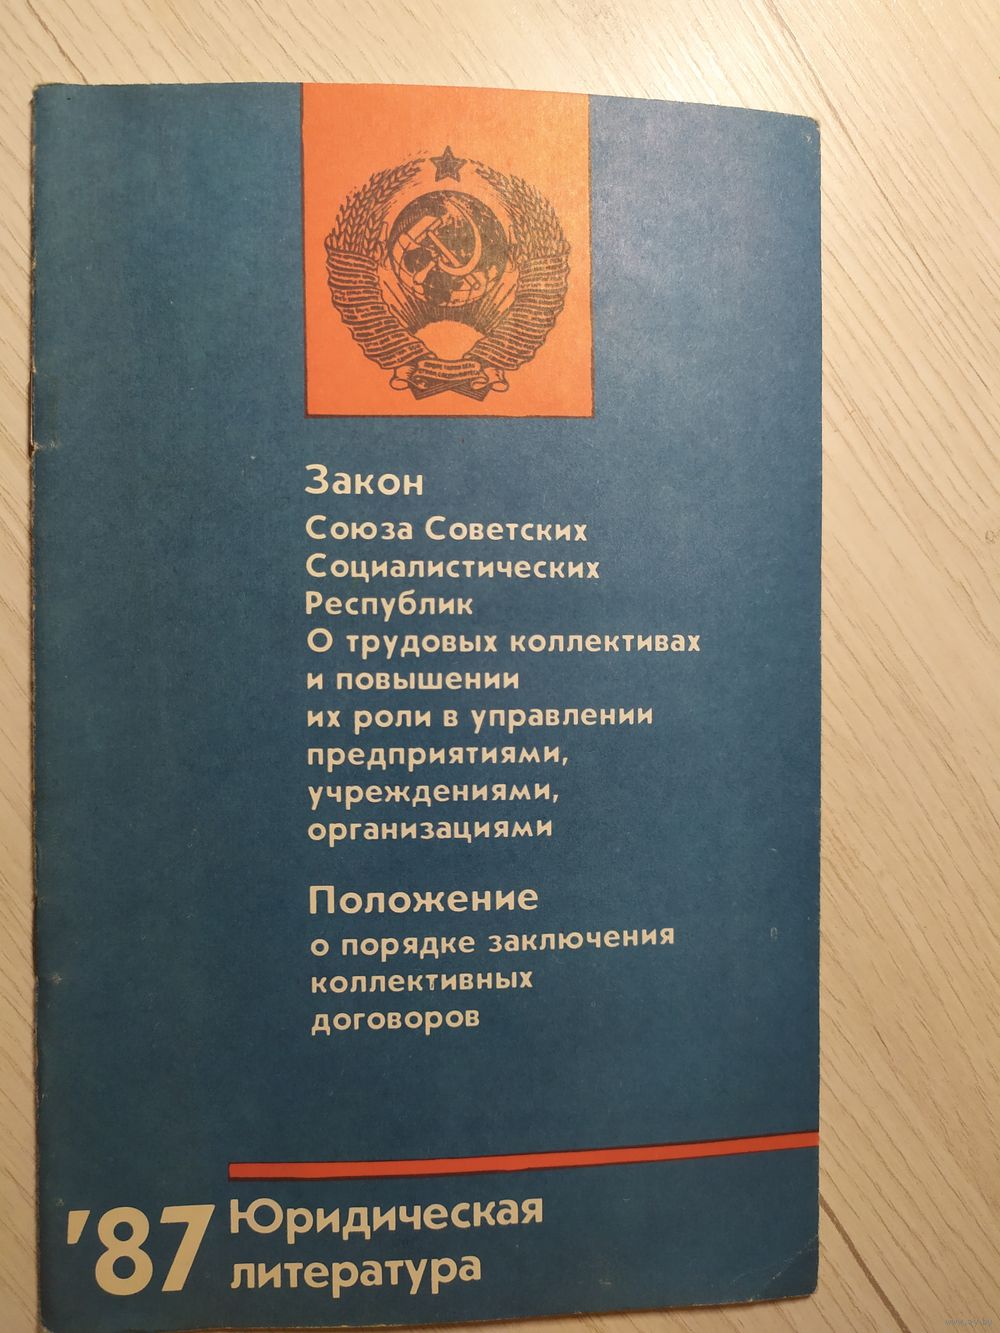 Закон
Союза Советских
Социалистических
Республик
О трудовых коллективах
и повышении
их роли в управлении
предприятиями,
учреждениями,
организациями
Положение
о порядке заключения
коллективных
договоров
'87
Юридическая
литература